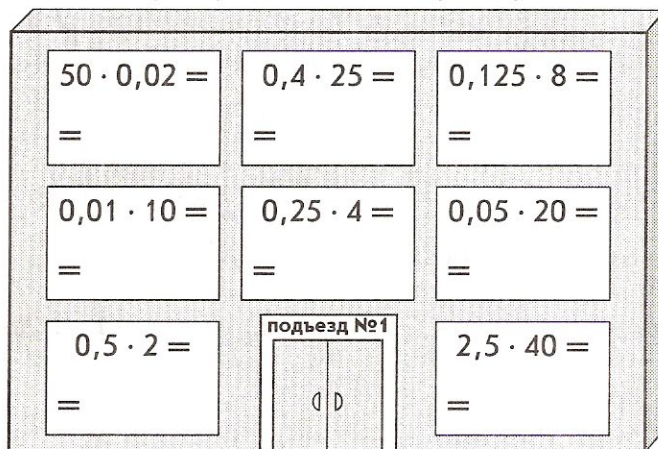 50 · 0,02 =
=
0,4 · 25 =
=
0,125 · 8 =
=
0,01 · 10 =
=
0,25 · 4 =
=
0,05 · 20 =
=
0,5 · 2 =
=
подъезд №1
2,5 · 40 =
=